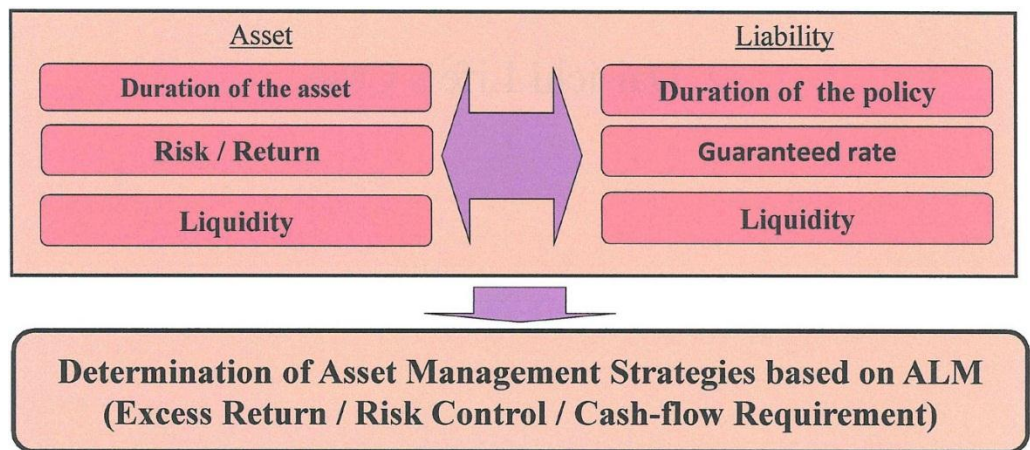 Asset
Liability
Duration of the asset
Duration of the policy
Risk / Return
Guaranteed rate
Liquidity
Liquidity
Determination of Asset Management Strategies based on ALM
(Excess Return / Risk Control / Cash-flow Requirement)